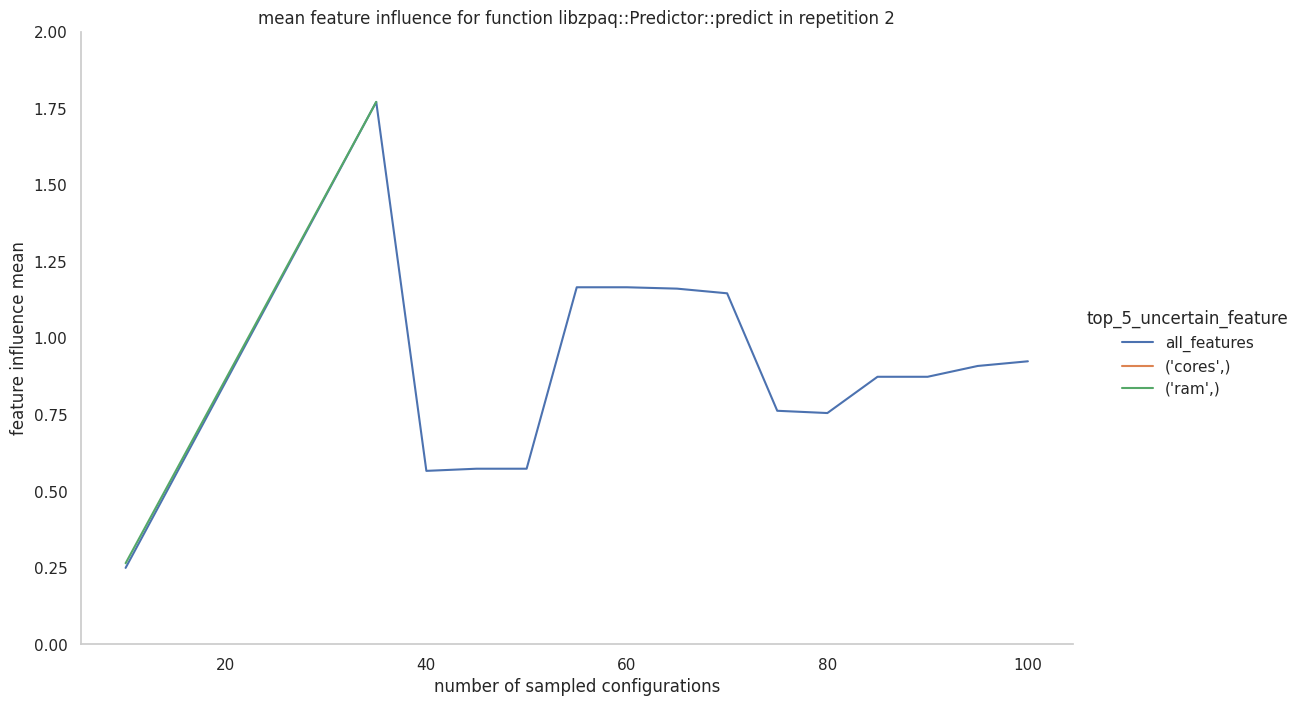 mean feature influence for function libzpaq::Predictor::predict in repetition 2
2.00
1.75
1.50
1.25
1.00
0.75
0.50
0.25
0.00
feature influence mean
20 40 60 80 100
number of sampled configurations
top_5_uncertain_feature
all_features
('cores',)
('ram',)